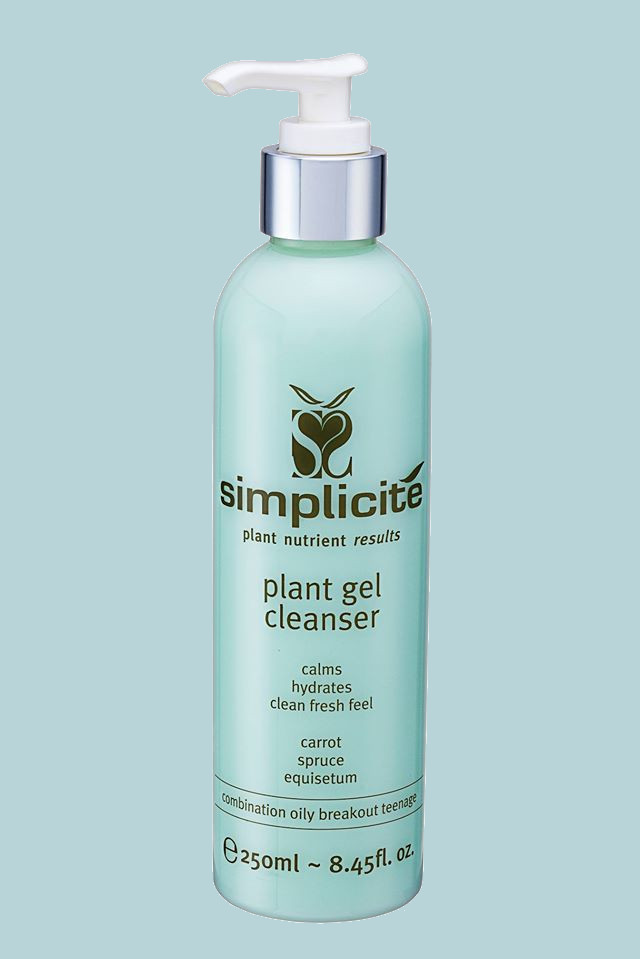 simplicité
plant nutrient results
plant gel
cleanser
calms
hydrates
clean fresh feel
carrot
spruce
equisetum
combination oily breakout teenage
℮250ml ~ 8.45fl. oz.